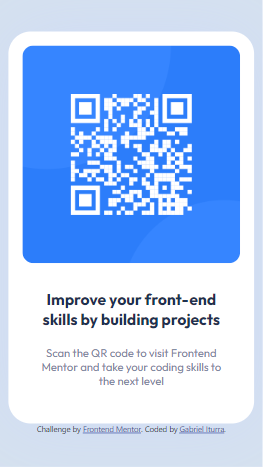 Improve your front-end
skills by building projects
Scan the QR code to visit Frontend
Mentor and take your coding skills to
the next level
Challenge by Frontend Mentor. Coded by Gabriel Iturra.